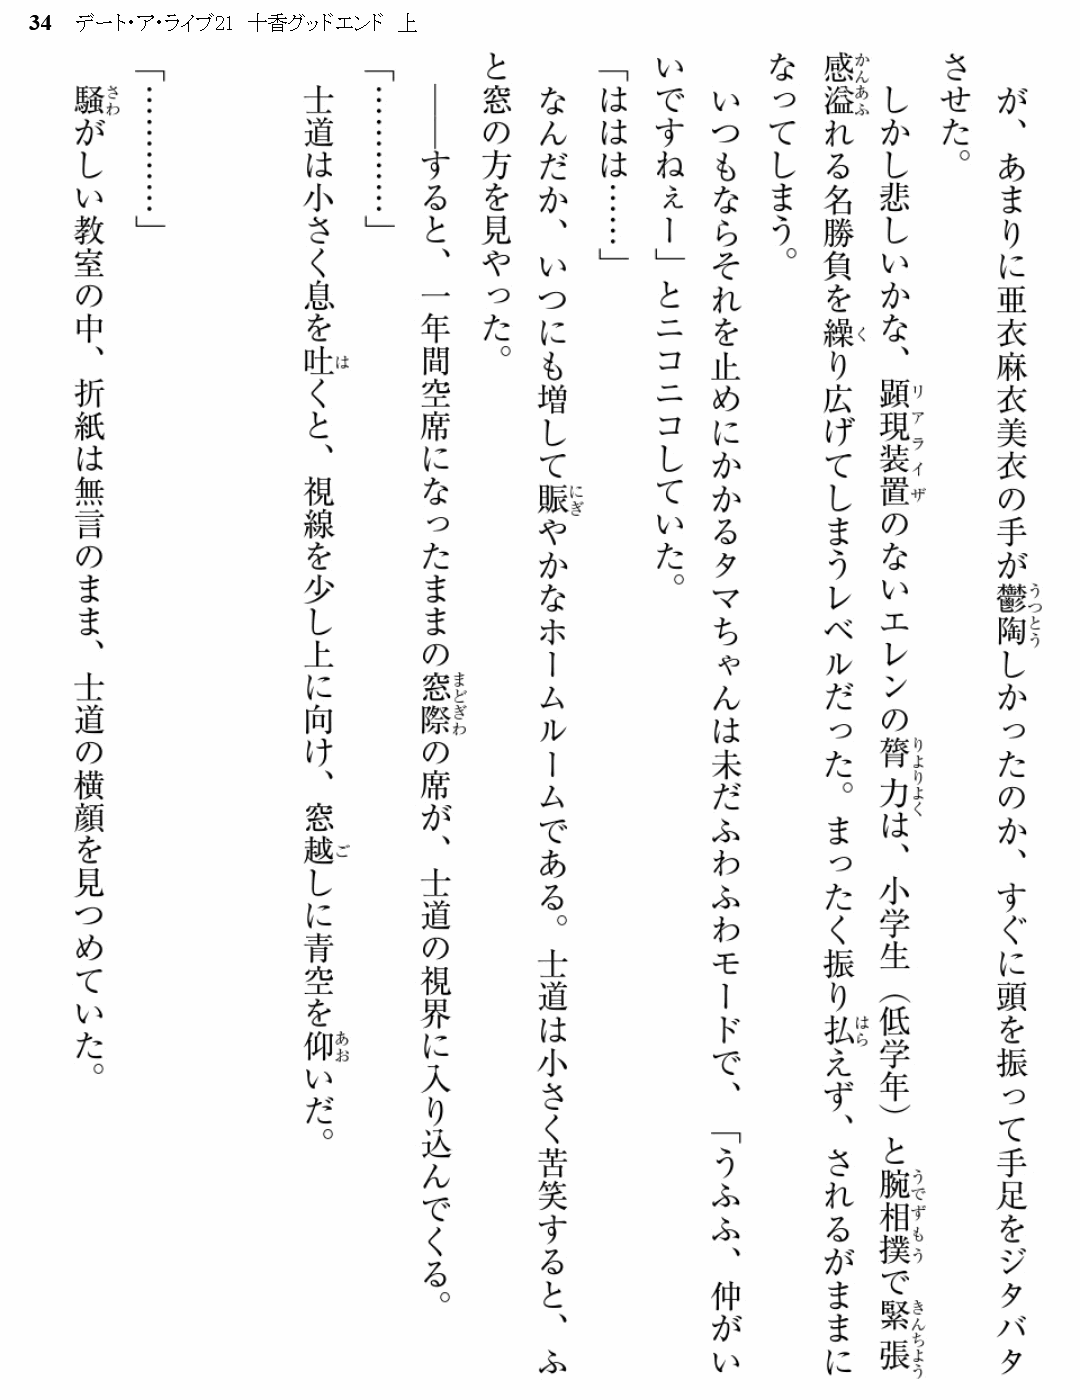 34 デート・ア・ライブ21 十香グッドエンド 上
が、あまりに亜衣麻衣美衣の手が鬱陶しかったのか、すぐに頭を振って手足をジタバタ
させた。
しかし悲しいかな、顕現装置のないエレンの膂力は、小学生（低学年）と腕相撲で緊張
感溢れる名勝負を繰り広げてしまうレベルだった。まったく振り払えず、されるがままに
なってしまう。
いつもならそれを止めにかかるタマちゃんは未だふわふわモードで、「うふふ、仲がい
いですねぇー」とニコニコしていた。
「ははは……」
なんだか、いつにも増して賑やかなホームルームである。士道は小さく苦笑すると、ふ
と窓の方を見やった。
――すると、一年間空席になったままの窓際の席が、士道の視界に入り込んでくる。
「…………」
士道は小さく息を吐くと、視線を少し上に向け、窓越しに青空を仰いだ。
「…………」
騒がしい教室の中、折紙は無言のまま、士道の横顔を見つめていた。